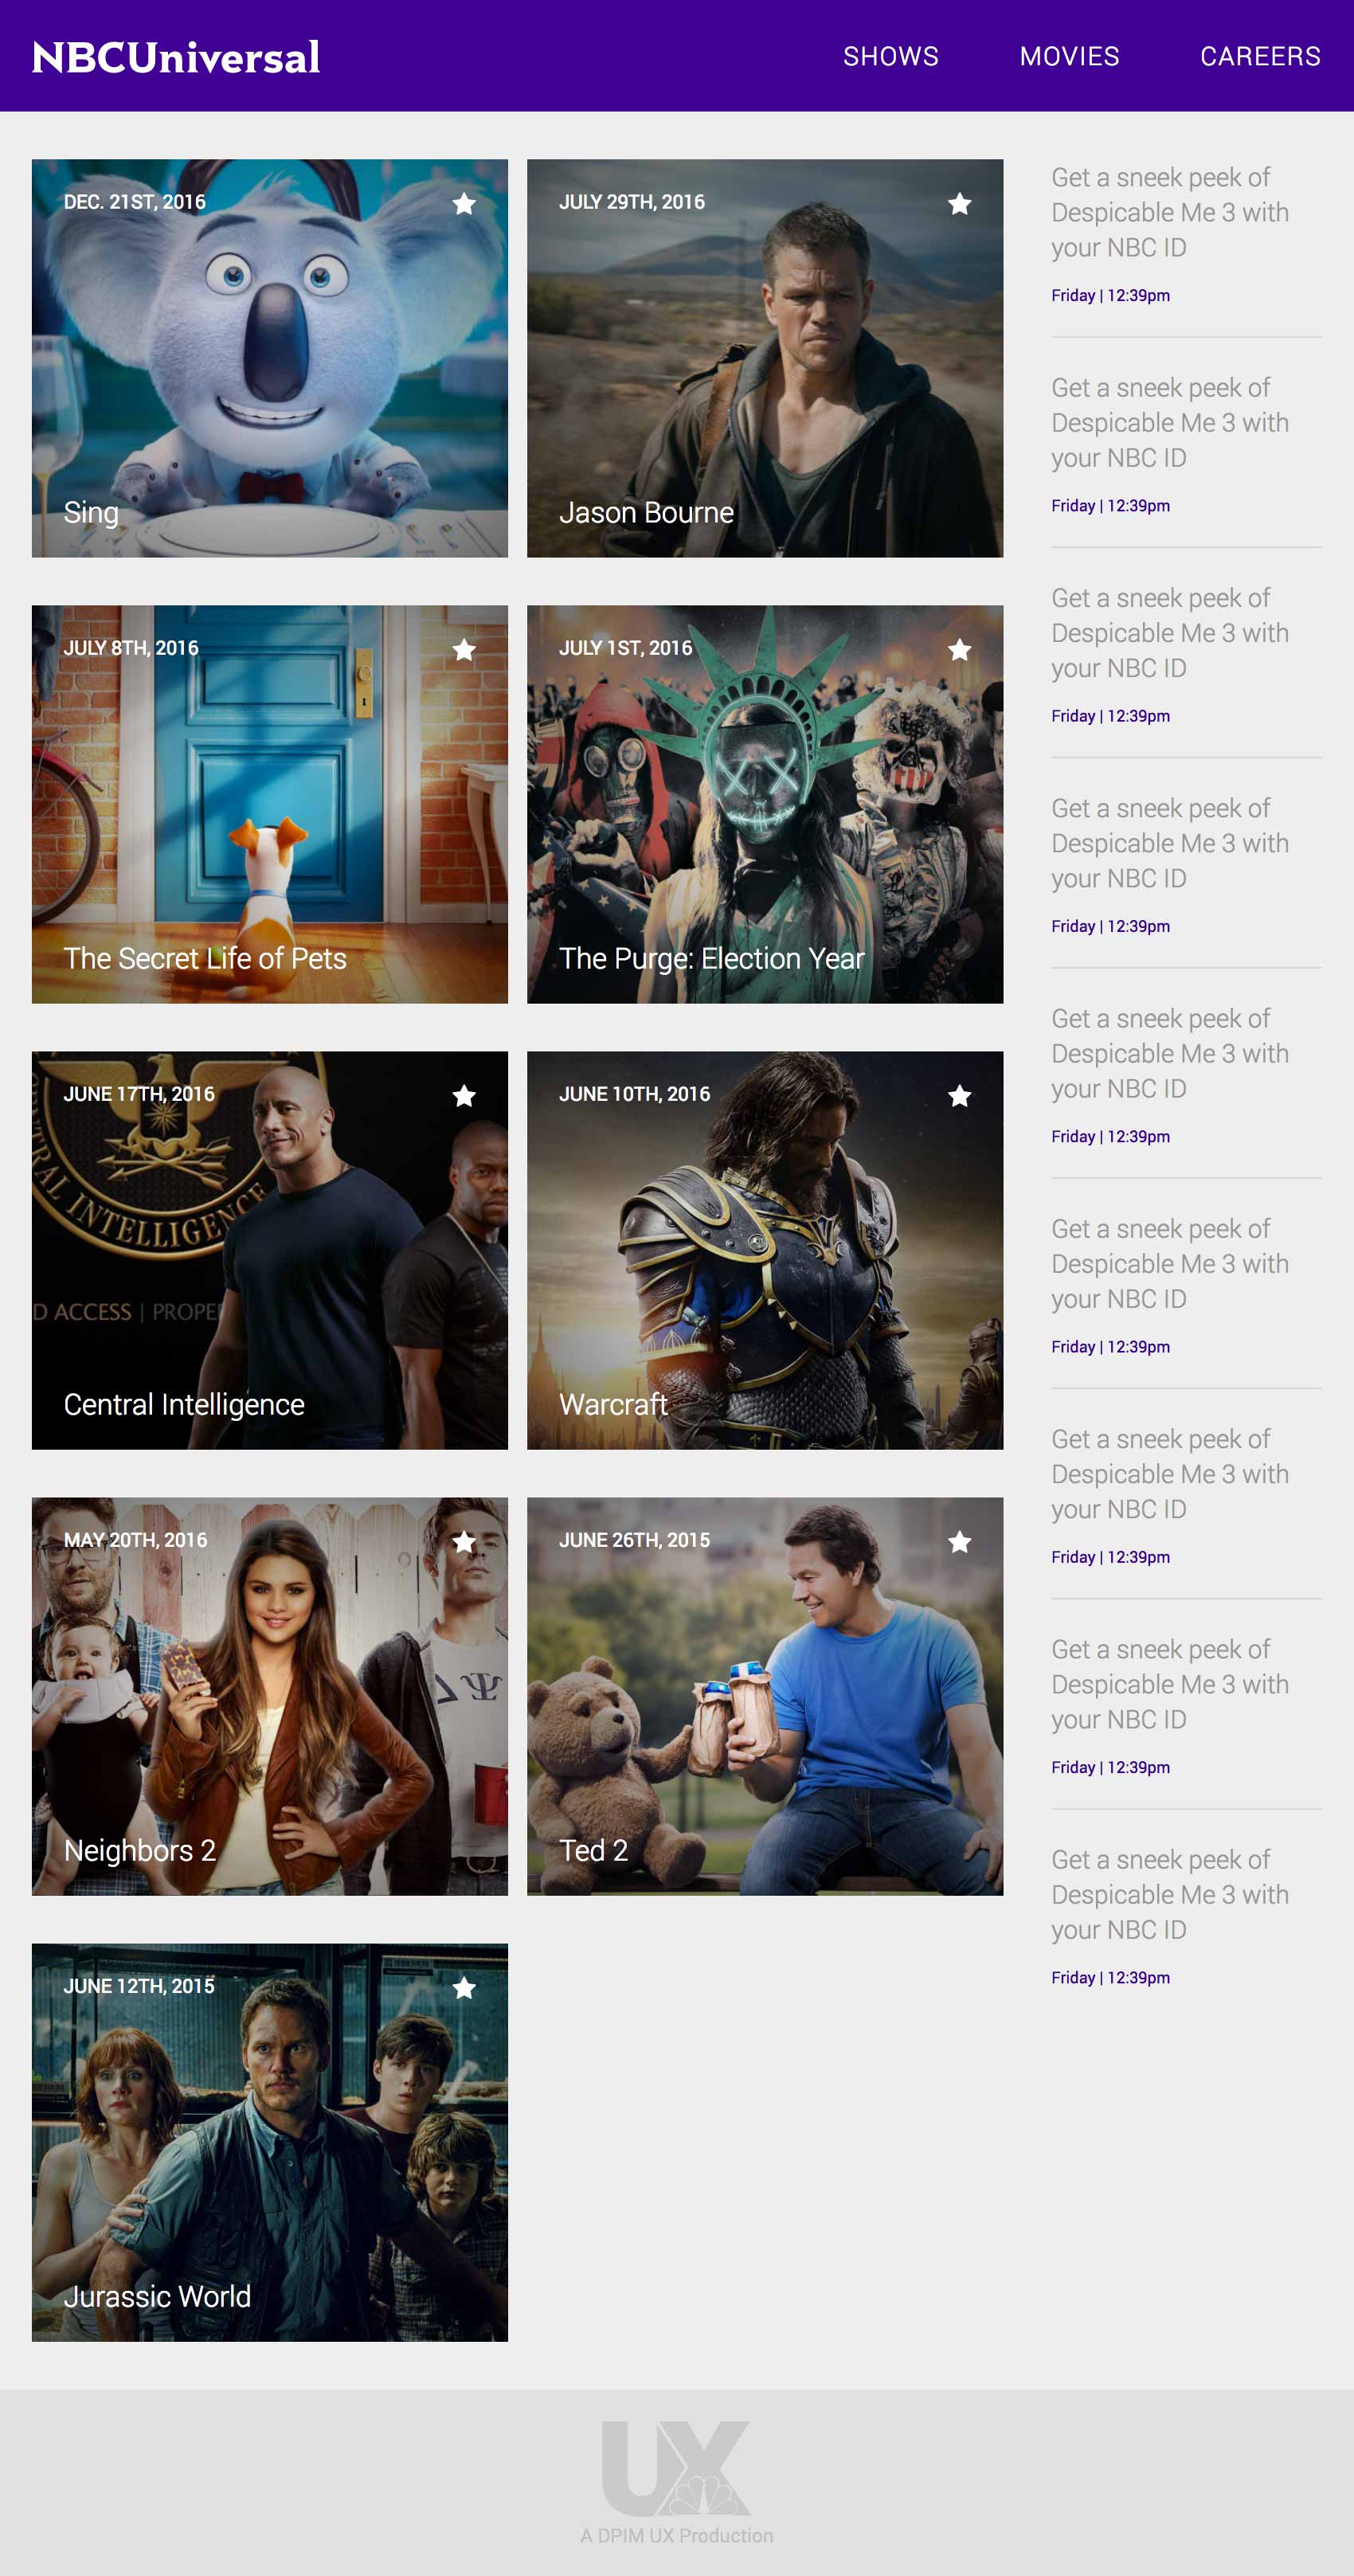 NBCUniversal
SHOWS
MOVIES
CAREERS
DEC. 21ST, 2016
Sing
JULY 29TH, 2016
Jason Bourne
JULY 8TH, 2016
The Secret Life of Pets
JULY 1ST, 2016
The Purge: Election Year
JUNE 17TH, 2016
TRAL INTELLIGENCE
D ACCESS | PROPE
Central Intelligence
JUNE 10TH, 2016
Warcraft
MAY 20TH, 2016
Neighbors 2
JUNE 26TH, 2015
Ted 2
JUNE 12TH, 2015
Jurassic World
Get a sneek peek of
Despicable Me 3 with
your NBC ID
Friday | 12:39pm
Get a sneek peek of
Despicable Me 3 with
your NBC ID
Friday | 12:39pm
Get a sneek peek of
Despicable Me 3 with
your NBC ID
Friday | 12:39pm
Get a sneek peek of
Despicable Me 3 with
your NBC ID
Friday | 12:39pm
Get a sneek peek of
Despicable Me 3 with
your NBC ID
Friday | 12:39pm
Get a sneek peek of
Despicable Me 3 with
your NBC ID
Friday | 12:39pm
Get a sneek peek of
Despicable Me 3 with
your NBC ID
Friday | 12:39pm
Get a sneek peek of
Despicable Me 3 with
your NBC ID
Friday | 12:39pm
Get a sneek peek of
Despicable Me 3 with
your NBC ID
Friday | 12:39pm
UX
A DPIM UX Production